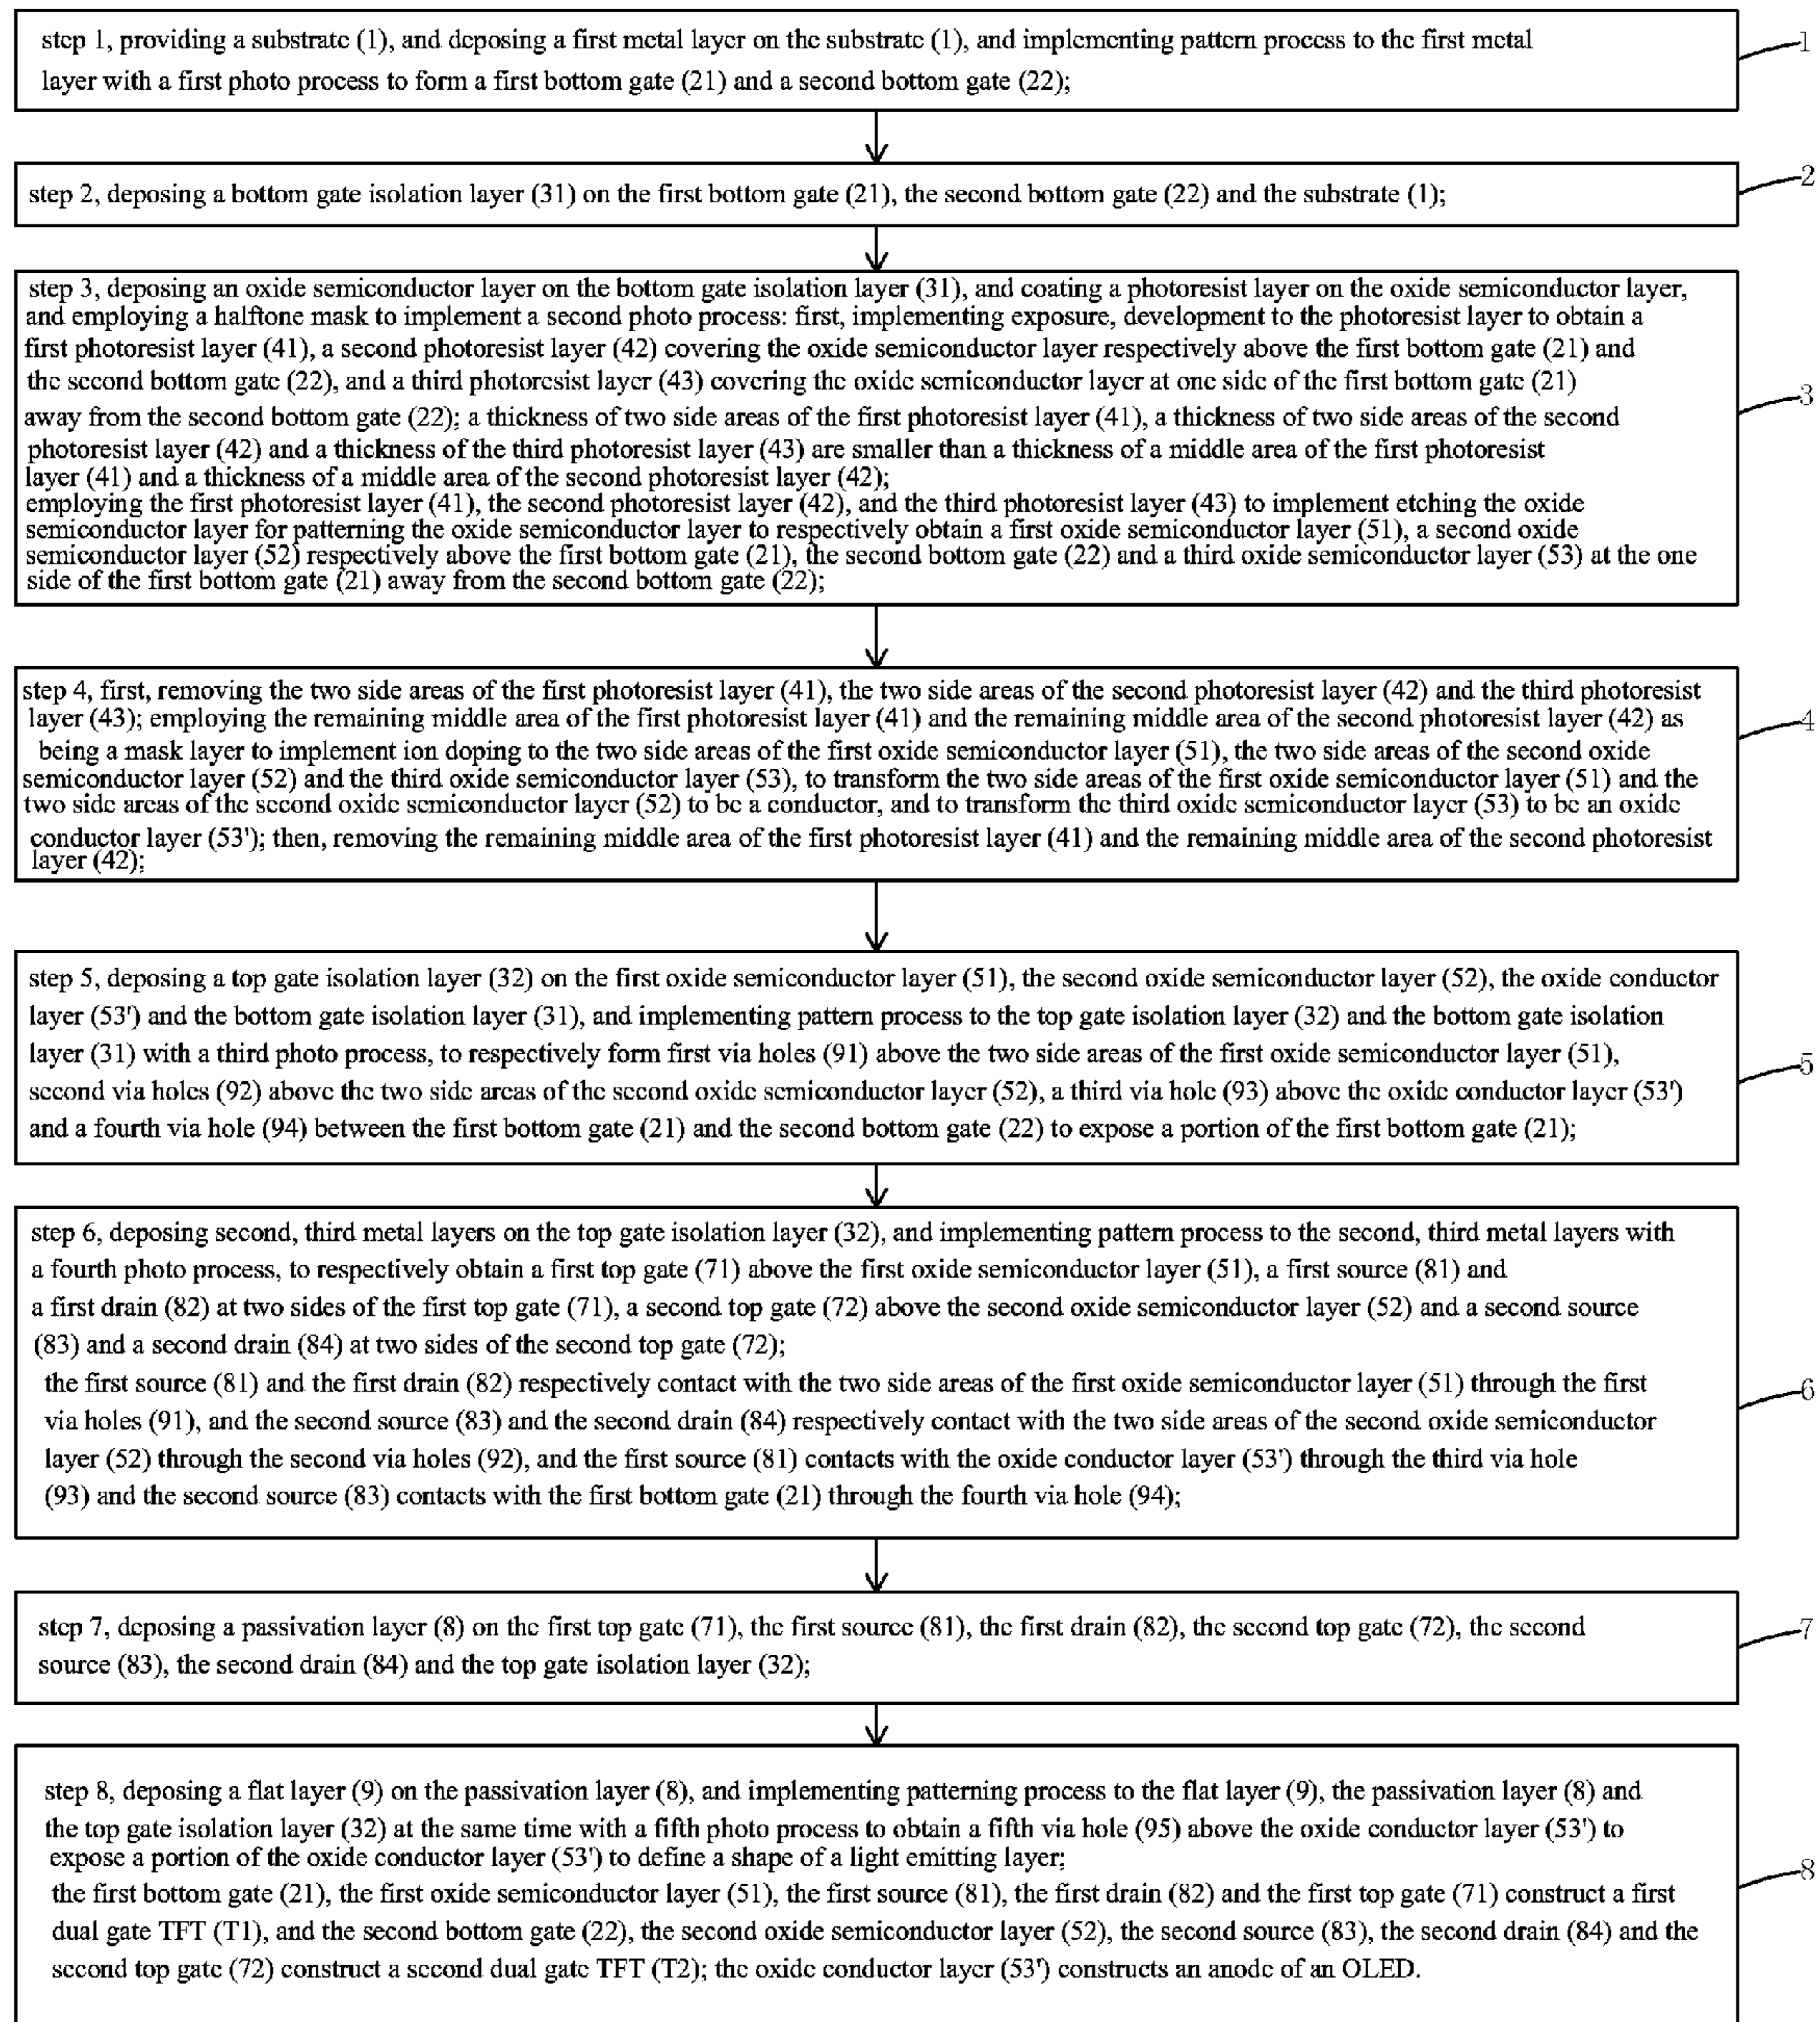 step 1, providing a substrate (1), and deposing a first metal layer on the substrate (1), and implementing pattern process to the first metal
layer with a first photo process to form a first bottom gate (21) and a second bottom gate (22);
1
step 2, deposing a bottom gate isolation layer (31) on the first bottom gate (21), the second bottom gate (22) and the substrate (1);
2
step 3, deposing an oxide semiconductor layer on the bottom gate isolation layer (31), and coating a photoresist layer on the oxide semiconductor layer,
and employing a halftone mask to implement a second photo process: first, implementing exposure, development to the photoresist layer to obtain a
first photoresist layer (41), a second photoresist layer (42) covering the oxide semiconductor layer respectively above the first bottom gate (21) and
the second bottom gate (22), and a third photoresist layer (43) covering the oxide semiconductor layer at one side of the first bottom gate (21)
away from the second bottom gate (22); a thickness of two side areas of the first photoresist layer (41), a thickness of two side areas of the second
photoresist layer (42) and a thickness of the third photoresist layer (43) are smaller than a thickness of a middle area of the first photoresist
layer (41) and a thickness of a middle area of the second photoresist layer (42);
employing the first photoresist layer (41), the second photoresist layer (42), and the third photoresist layer (43) to implement etching the oxide
semiconductor layer for patterning the oxide semiconductor layer to respectively obtain a first oxide semiconductor layer (51), a second oxide
semiconductor layer (52) respectively above the first bottom gate (21), the second bottom gate (22) and a third oxide semiconductor layer (53) at the one
side of the first bottom gate (21) away from the second bottom gate (22);
3
step 4, first, removing the two side areas of the first photoresist layer (41), the two side areas of the second photoresist layer (42) and the third photoresist
layer (43); employing the remaining middle area of the first photoresist layer (41) and the remaining middle area of the second photoresist layer (42) as
being a mask layer to implement ion doping to the two side areas of the first oxide semiconductor layer (51), the two side areas of the second oxide
semiconductor layer (52) and the third oxide semiconductor layer (53), to transform the two side areas of the first oxide semiconductor layer (51) and the
two side areas of the second oxide semiconductor layer (52) to be a conductor, and to transform the third oxide semiconductor layer (53) to be an oxide
conductor layer (53'); then, removing the remaining middle area of the first photoresist layer (41) and the remaining middle area of the second photoresist
layer (42);
4
step 5, deposing a top gate isolation layer (32) on the first oxide semiconductor layer (51), the second oxide semiconductor layer (52), the oxide conductor
layer (53') and the bottom gate isolation layer (31), and implementing pattern process to the top gate isolation layer (32) and the bottom gate isolation
layer (31) with a third photo process, to respectively form first via holes (91) above the two side areas of the first oxide semiconductor layer (51),
second via holes (92) above the two side areas of the second oxide semiconductor layer (52), a third via hole (93) above the oxide conductor layer (53')
and a fourth via hole (94) between the first bottom gate (21) and the second bottom gate (22) to expose a portion of the first bottom gate (21);
5
step 6, deposing second, third metal layers on the top gate isolation layer (32), and implementing pattern process to the second, third metal layers with
a fourth photo process, to respectively obtain a first top gate (71) above the first oxide semiconductor layer (51), a first source (81) and
a first drain (82) at two sides of the first top gate (71), a second top gate (72) above the second oxide semiconductor layer (52) and a second source
(83) and a second drain (84) at two sides of the second top gate (72);
the first source (81) and the first drain (82) respectively contact with the two side areas of the first oxide semiconductor layer (51) through the first
via holes (91), and the second source (83) and the second drain (84) respectively contact with the two side areas of the second oxide semiconductor
layer (52) through the second via holes (92), and the first source (81) contacts with the oxide conductor layer (53') through the third via hole
(93) and the second source (83) contacts with the first bottom gate (21) through the fourth via hole (94);
6
step 7, deposing a passivation layer (8) on the first top gate (71), the first source (81), the first drain (82), the second top gate (72), the second
source (83), the second drain (84) and the top gate isolation layer (32);
7
step 8, deposing a flat layer (9) on the passivation layer (8), and implementing patterning process to the flat layer (9), the passivation layer (8) and
the top gate isolation layer (32) at the same time with a fifth photo process to obtain a fifth via hole (95) above the oxide conductor layer (53') to
expose a portion of the oxide conductor layer (53') to define a shape of a light emitting layer;
the first bottom gate (21), the first oxide semiconductor layer (51), the first source (81), the first drain (82) and the first top gate (71) construct a first
dual gate TFT (T1), and the second bottom gate (22), the second oxide semiconductor layer (52), the second source (83), the second drain (84) and the
second top gate (72) construct a second dual gate TFT (T2); the oxide conductor layer (53') constructs an anode of an OLED.
8